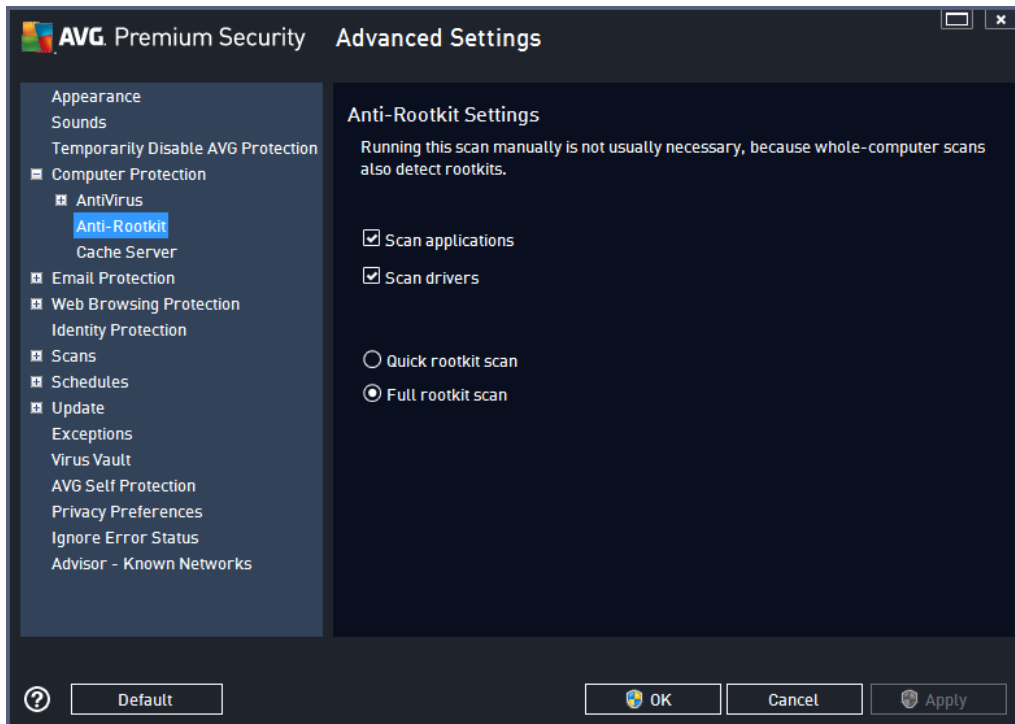 AVG. Premium Security
Advanced Settings
Appearance
Sounds
Temporarily Disable AVG Protection
Computer Protection
AntiVirus
Anti-Rootkit
Cache Server
Email Protection
Web Browsing Protection
Identity Protection
Scans
Schedules
Update
Exceptions
Virus Vault
AVG Self Protection
Privacy Preferences
Ignore Error Status
Advisor - Known Networks
Anti-Rootkit Settings
Running this scan manually is not usually necessary, because whole-computer scans
also detect rootkits.
Scan applications
Scan drivers
Quick rootkit scan
Full rootkit scan
Default
OK
Cancel
Apply